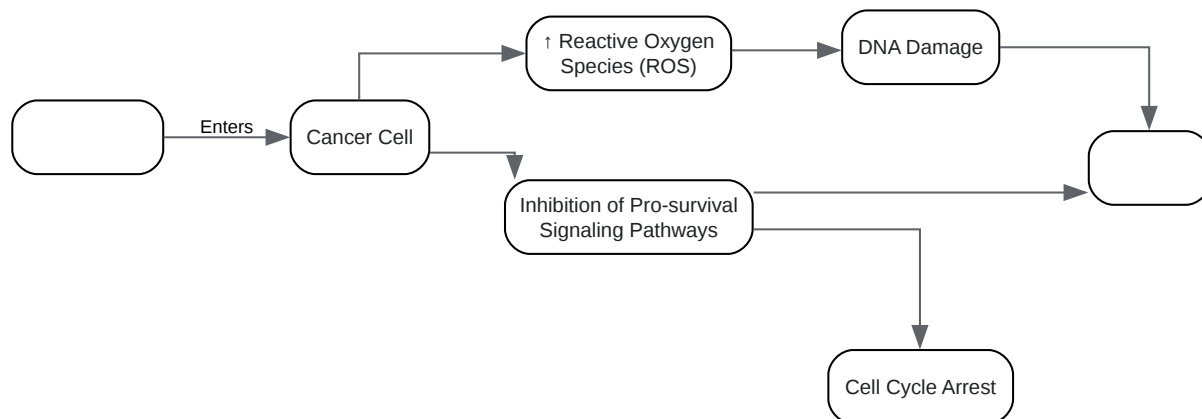 ↑ Reactive Oxygen
Species (ROS)
DNA Damage
Enters
Cancer Cell
Inhibition of Pro-survival
Signaling Pathways
Cell Cycle Arrest